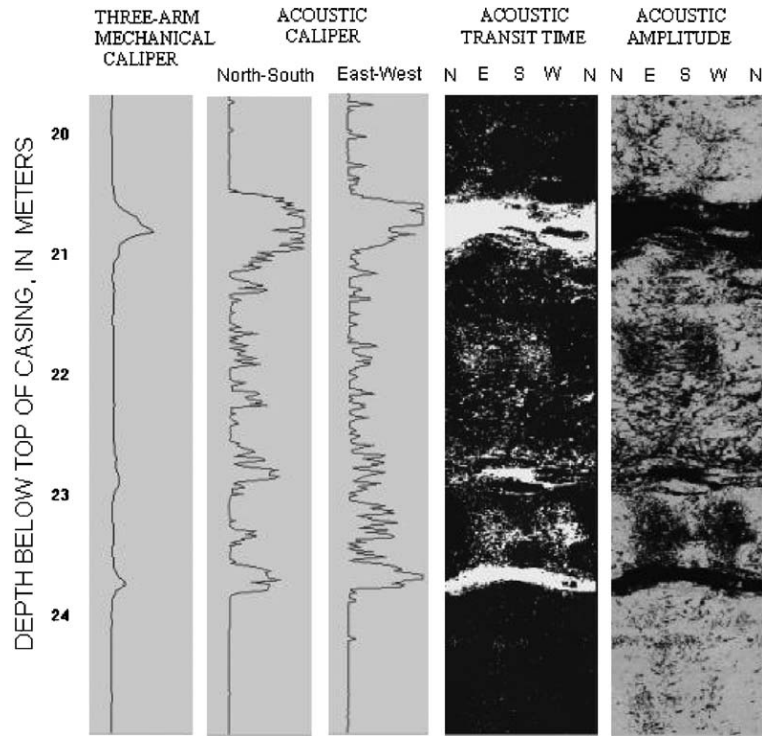 THREE-ARM
MECHANICAL
CALIPER
ACOUSTIC
CALIPER
North-South East-West
ACOUSTIC
TRANSIT TIME
N E S W N
ACOUSTIC
AMPLITUDE
N E S W N
DEPTH BELOW TOP OF CASING, IN METERS
20
21
22
23
24